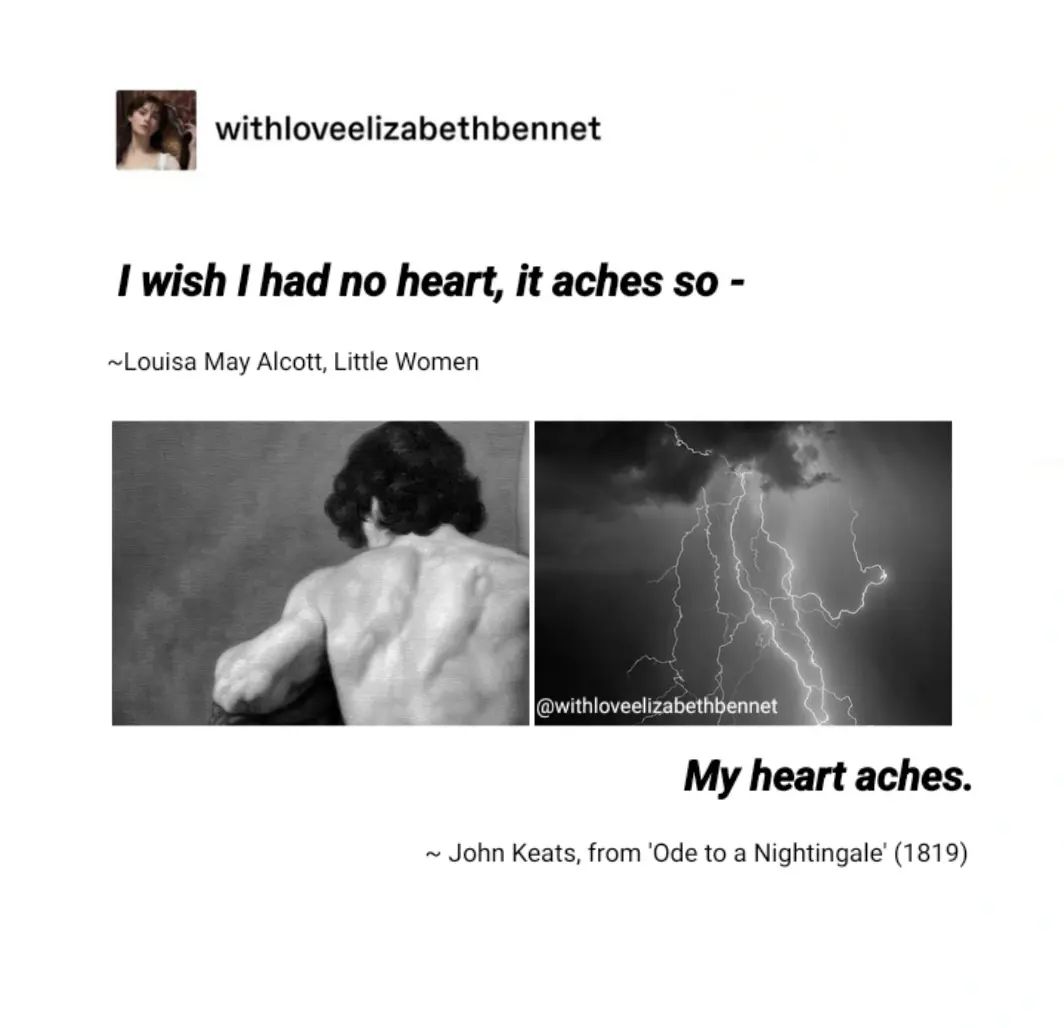 withloveelizabethbennet
I wish I had no heart, it aches so -
~Louisa May Alcott, Little Women
@withloveelizabethbennet
My heart aches.
~ John Keats, from 'Ode to a Nightingale' (1819)